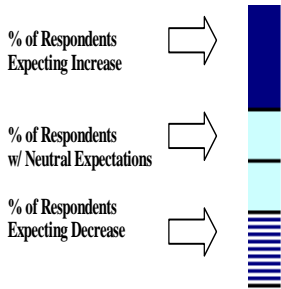 % of Respondents
Expecting Increase
% of Respondents
w/ Neutral Expectations
% of Respondents
Expecting Decrease